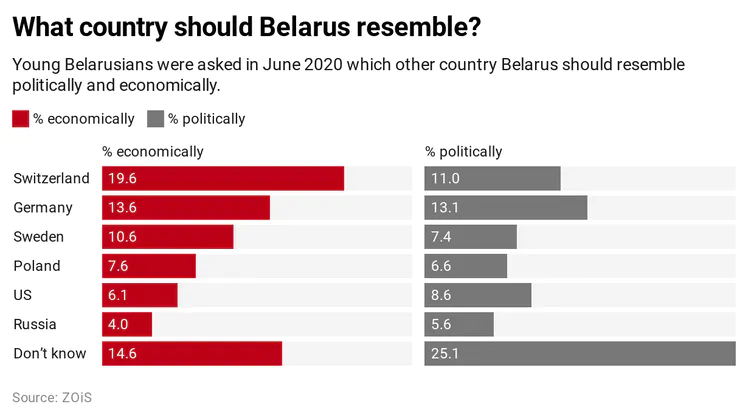 What country should Belarus resemble?
Young Belarusians were asked in June 2020 which other country Belarus should resemble
politically and economically.
% economically % politically
% economically % politically
Switzerland 19.6 11.0
Germany 13.6 13.1
Sweden 10.6 7.4
Poland 7.6 6.6
US 6.1 8.6
Russia 4.0 5.6
Don’t know 14.6 25.1
Source: ZOiS